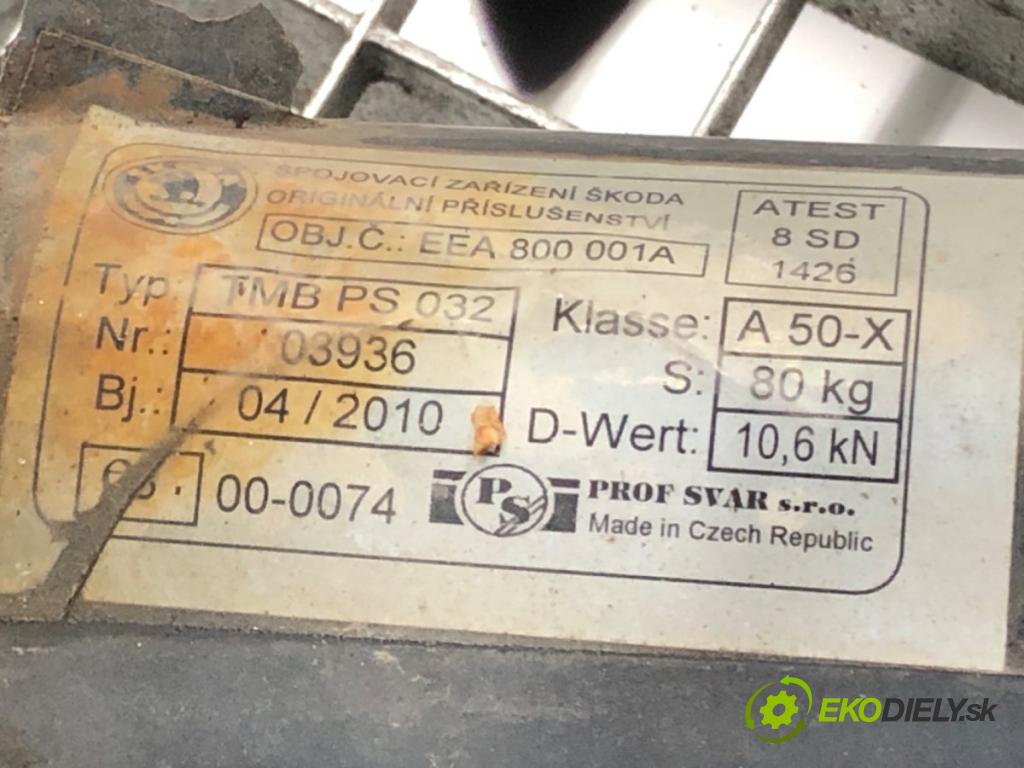 SPOJOVACÍ ZAŘÍZENÍ ŠKODA
ORIGINÁLNÍ PŘÍSLUŠENSTVÍ
OBJ.Č.: EEA 800 001A
ATEST
8 SD
1426
Typ: TMB PS 032
Nr.: 03936
Bj.: 04 / 2010
Klasse: A 50-X
S: 80 kg
D-Wert: 10,6 kN
00-0074
PS
PROF SVAR s.r.o.
Made in Czech Republic
EKODIELY.sk